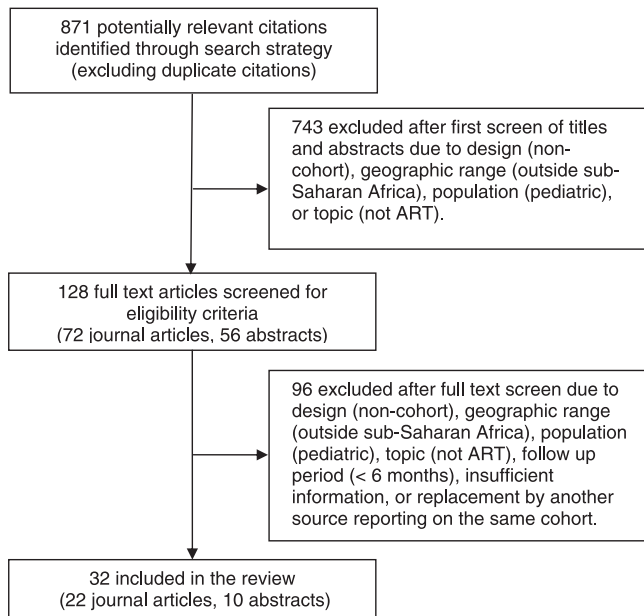 871 potentially relevant citations
identified through search strategy
(excluding duplicate citations)
743 excluded after first screen of titles
and abstracts due to design (non-
cohort), geographic range (outside sub-
Saharan Africa), population (pediatric),
or topic (not ART).
128 full text articles screened for
eligibility criteria
(72 journal articles, 56 abstracts)
96 excluded after full text screen due to
design (non-cohort), geographic range
(outside sub-Saharan Africa), population
(pediatric), topic (not ART), follow up
period (< 6 months), insufficient
information, or replacement by another
source reporting on the same cohort.
32 included in the review
(22 journal articles, 10 abstracts)